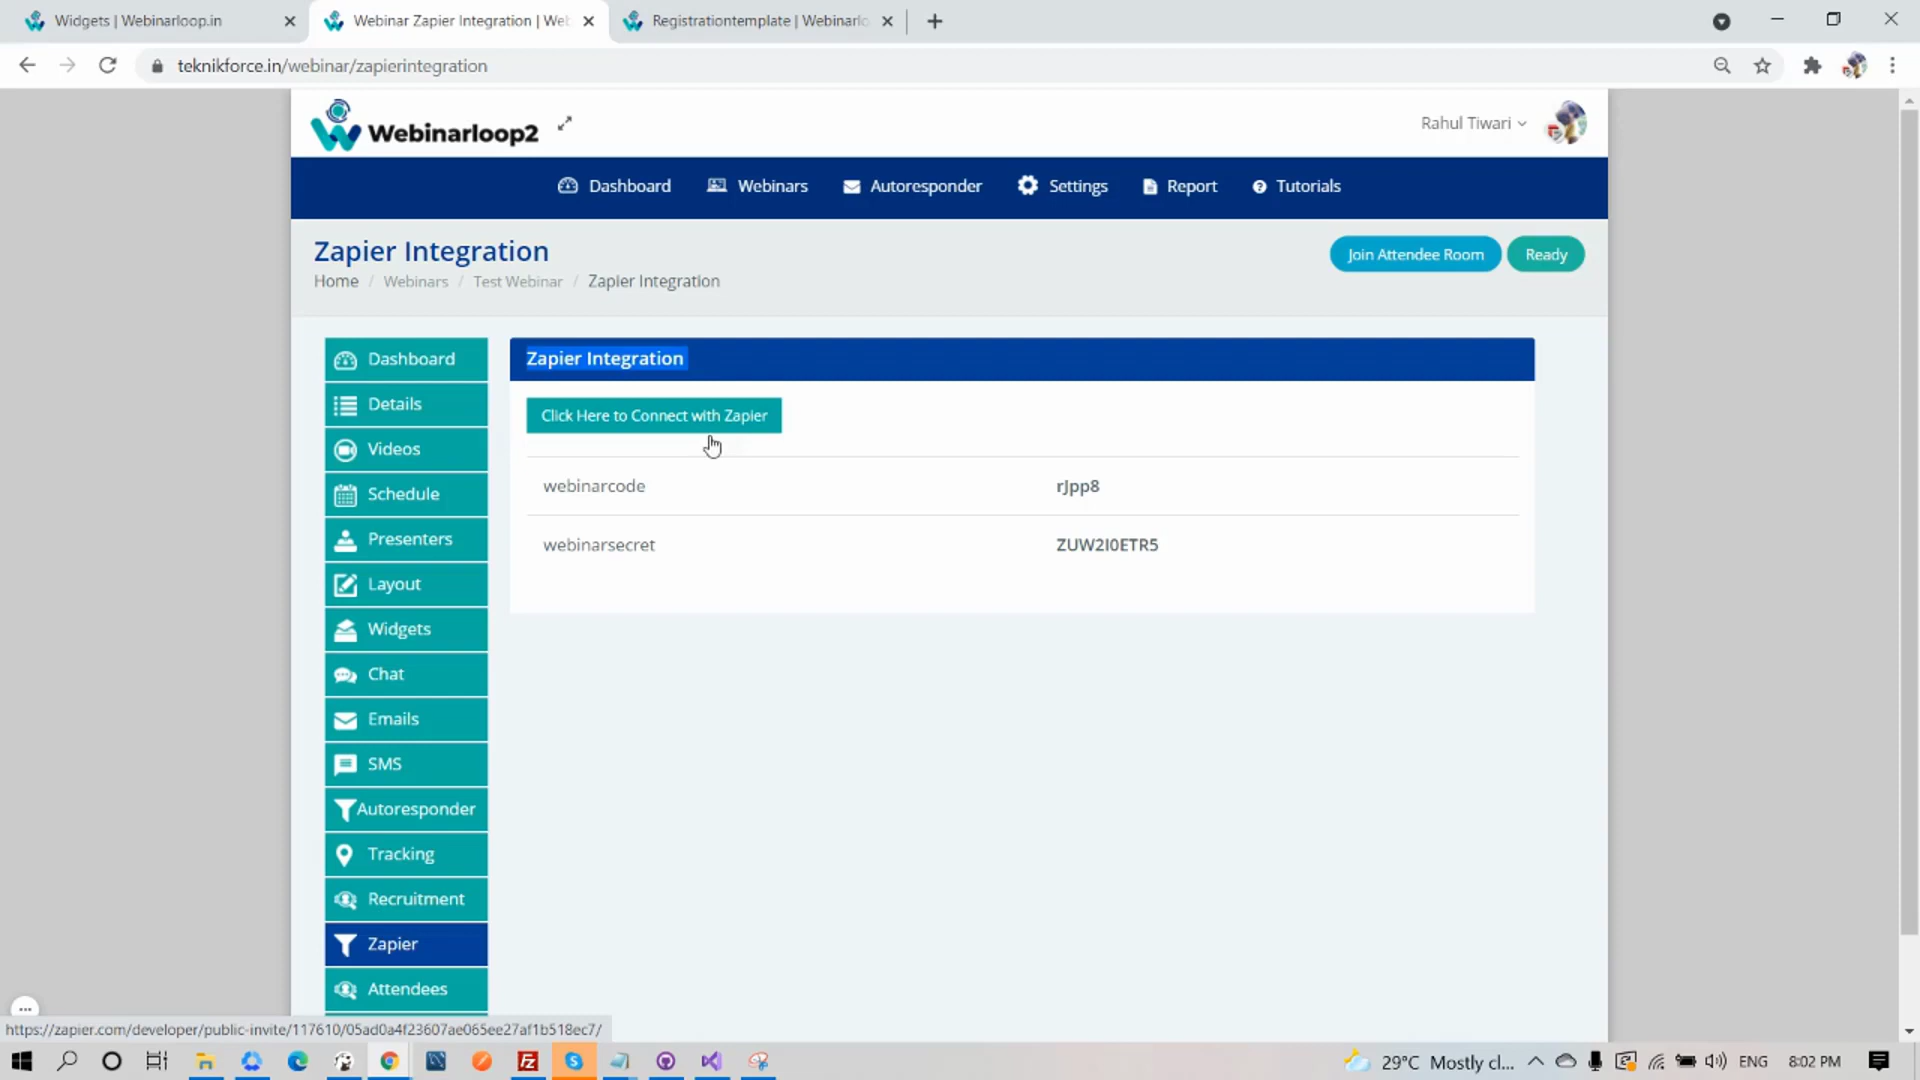 Widgets | Webinarloop.in
Webinar Zapier Integration | Web
Registrationtemplate | Webinarlo
teknikforce.in/webinar/zapierintegration
Webinarloop2
Rahul Tiwari
Dashboard
Webinars
Autoresponder
Settings
Report
Tutorials
Zapier Integration
Join Attendee Room
Ready
Home / Webinars / Test Webinar / Zapier Integration
Dashboard
Details
Videos
Schedule
Presenters
Layout
Widgets
Chat
Emails
SMS
Autoresponder
Tracking
Recruitment
Zapier
Attendees
Zapier Integration
Click Here to Connect with Zapier
webinarcode rJpp8
webinarsecret ZUW2I0ETR5
https://zapier.com/developer/public-invite/117610/05ad0a4f23607ae065ee27af1b518ec7/
29°C Mostly cl...
ENG
8:02 PM